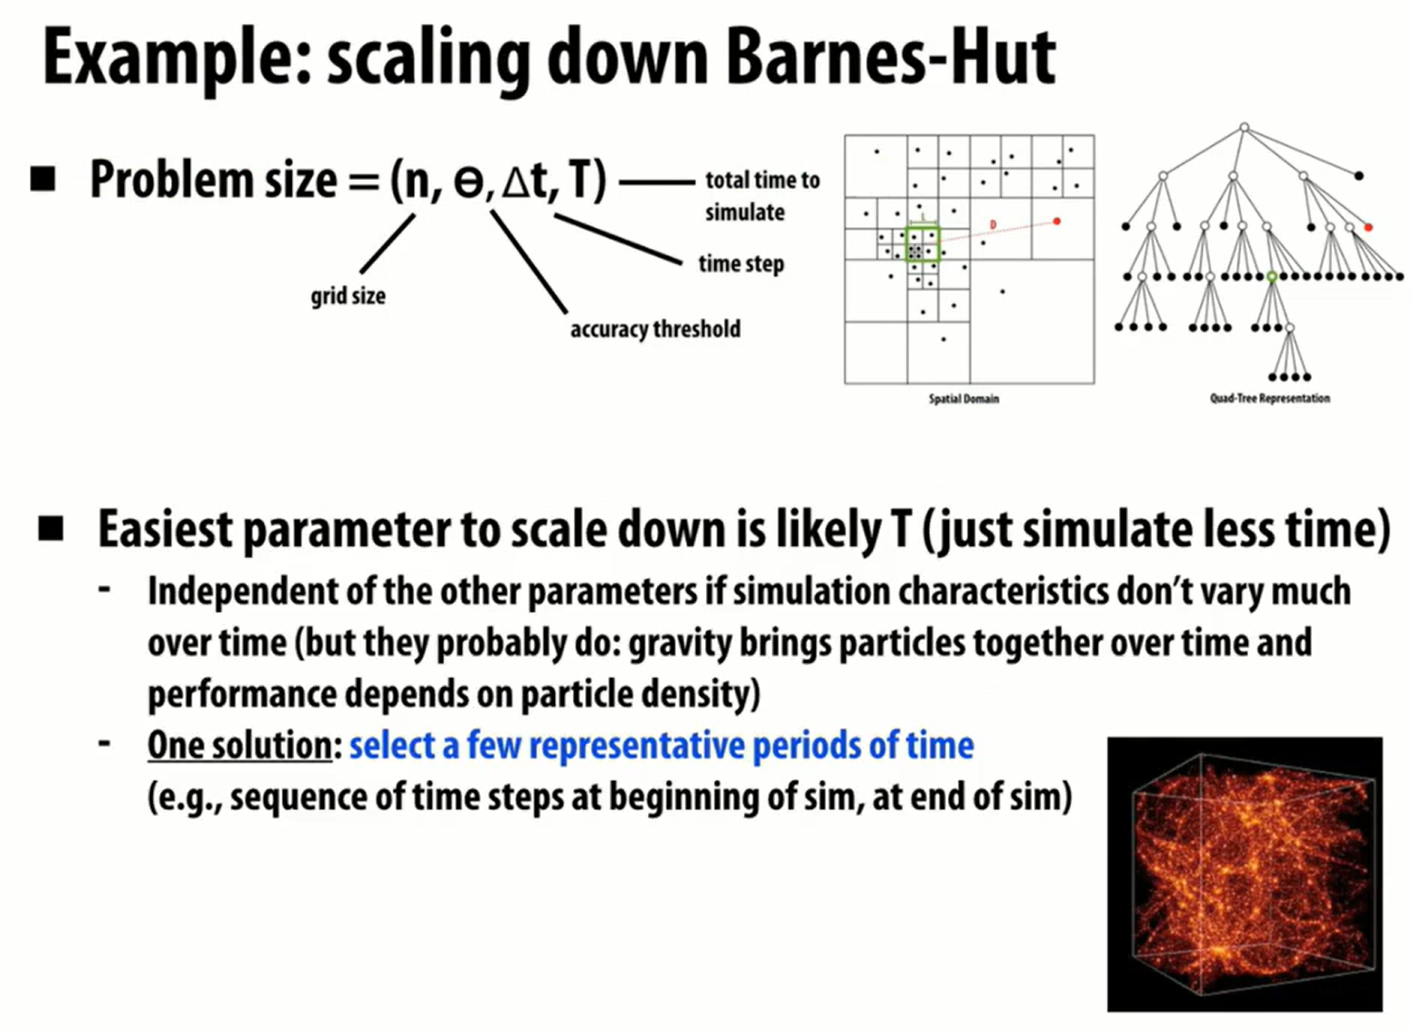 Example: scaling down Barnes-Hut
■ Problem size = (n, Θ, Δt, T)
total time to
simulate
time step
grid size
accuracy threshold
L
D
Spatial Domain
Quad-Tree Representation
■ Easiest parameter to scale down is likely T (just simulate less time)
- Independent of the other parameters if simulation characteristics don't vary much
over time (but they probably do: gravity brings particles together over time and
performance depends on particle density)
- One solution: select a few representative periods of time
(e.g., sequence of time steps at beginning of sim, at end of sim)